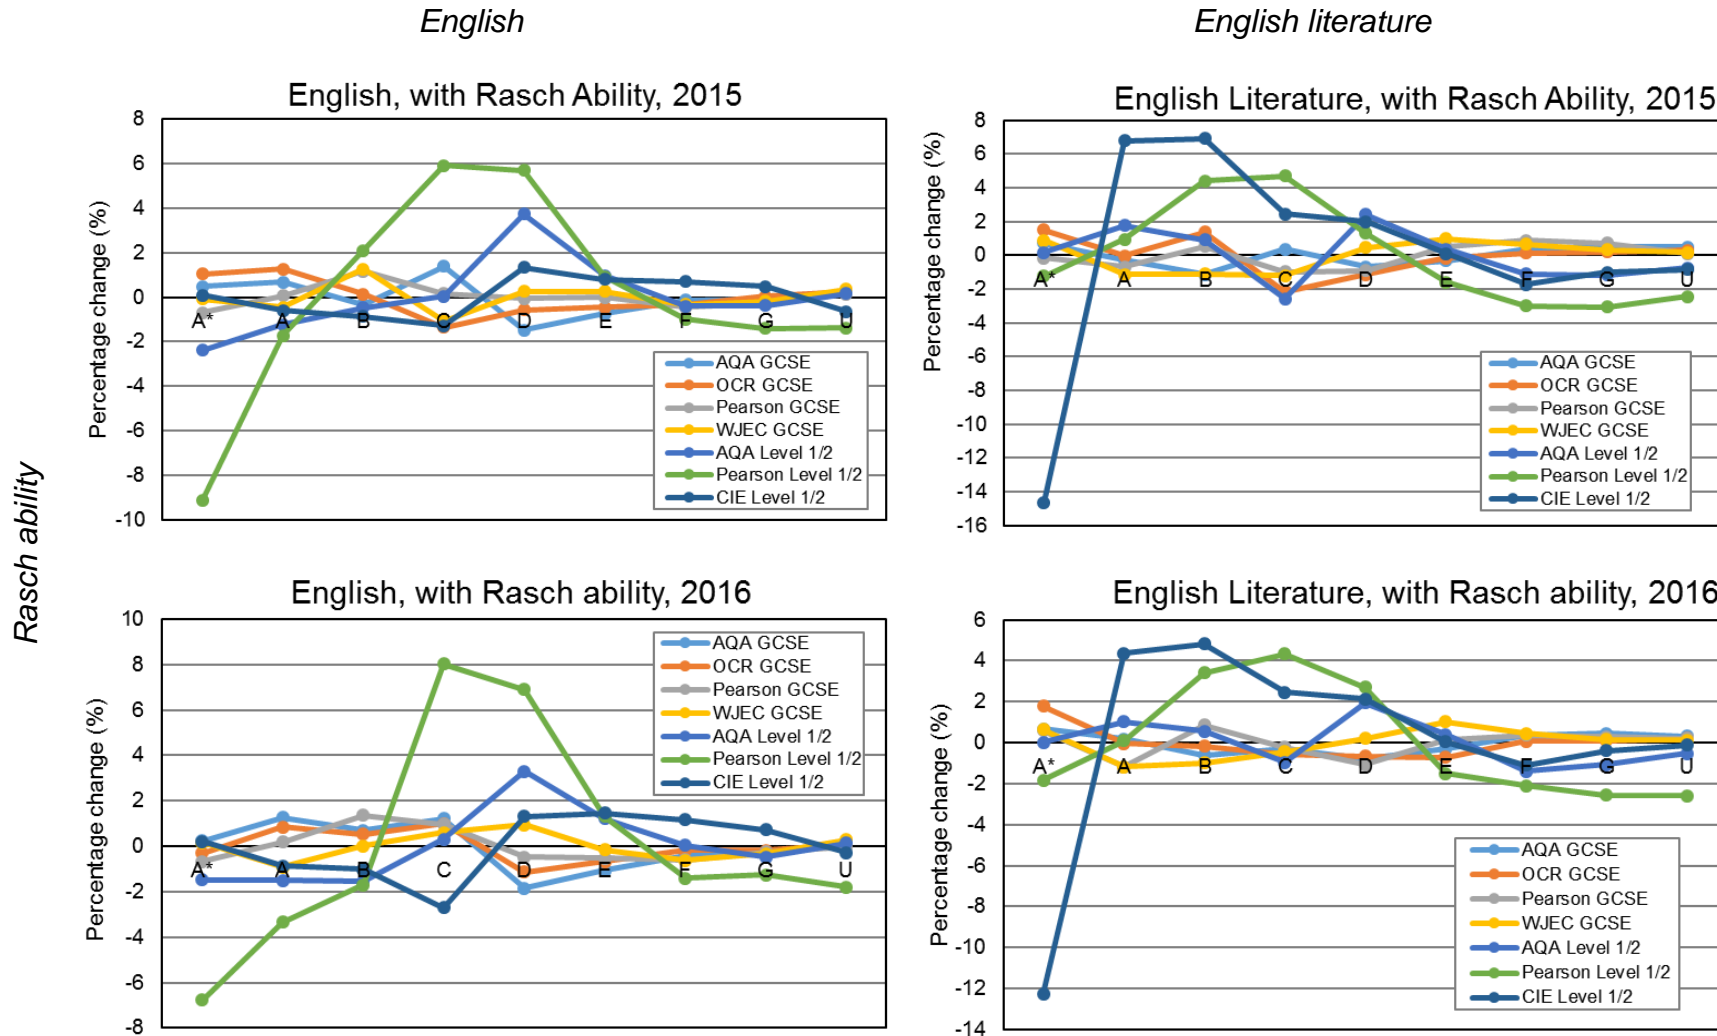 English
English literature
Rasch ability
English, with Rasch Ability, 2015
Percentage change (%)
8
6
4
2
0
-2
-4
-6
-8
-10
A* A B C D E F G U
AQA GCSE
OCR GCSE
Pearson GCSE
WJEC GCSE
AQA Level 1/2
Pearson Level 1/2
CIE Level 1/2
English Literature, with Rasch Ability, 2015
Percentage change (%)
8
6
4
2
0
-2
-4
-6
-8
-10
-12
-14
-16
A* A B C D E F G U
AQA GCSE
OCR GCSE
Pearson GCSE
WJEC GCSE
AQA Level 1/2
Pearson Level 1/2
CIE Level 1/2
English, with Rasch ability, 2016
Percentage change (%)
10
8
6
4
2
0
-2
-4
-6
-8
A* A B C D E F G U
AQA GCSE
OCR GCSE
Pearson GCSE
WJEC GCSE
AQA Level 1/2
Pearson Level 1/2
CIE Level 1/2
English Literature, with Rasch ability, 2016
Percentage change (%)
6
4
2
0
-2
-4
-6
-8
-10
-12
-14
A* A B C D E F G U
AQA GCSE
OCR GCSE
Pearson GCSE
WJEC GCSE
AQA Level 1/2
Pearson Level 1/2
CIE Level 1/2